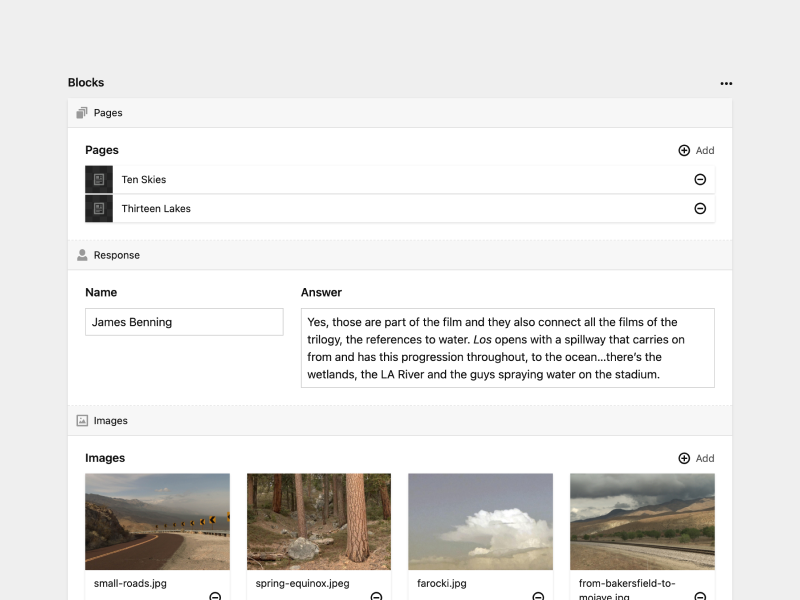 Blocks
Pages
Pages
Add
Ten Skies
Thirteen Lakes
Response
Name
Answer
James Benning
Yes, those are part of the film and they also connect all the films of the
trilogy, the references to water. Los opens with a spillway that carries on
from and has this progression throughout, to the ocean...there's the
wetlands, the LA River and the guys spraying water on the stadium.
Images
Images
Add
small-roads.jpg
spring-equinox.jpeg
farocki.jpg
from-bakersfield-to-
mojave.jpg